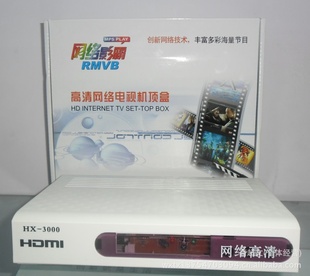 MPG PLAY
网络影霸
RMVB
创新网络技术，丰富多彩海量节目
高清网络电视机顶盒
HD INTERNET TV SET-TOP BOX
HX-3000
HDMI
网络高清